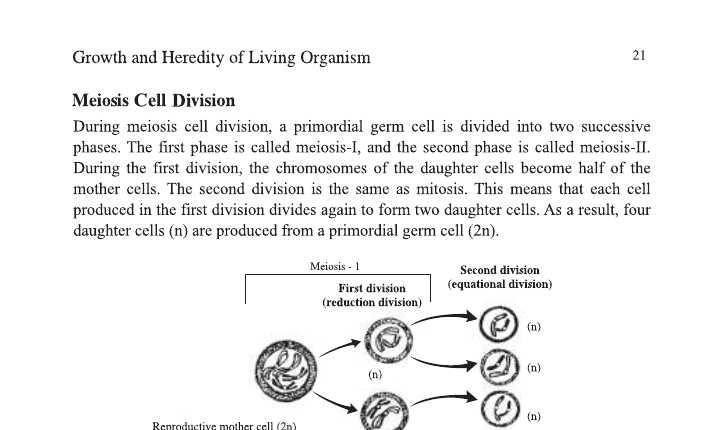 Growth and Heredity of Living Organism 21
Meiosis Cell Division
During meiosis cell division, a primordial germ cell is divided into two successive
phases. The first phase is called meiosis-I, and the second phase is called meiosis-II.
During the first division, the chromosomes of the daughter cells become half of the
mother cells. The second division is the same as mitosis. This means that each cell
produced in the first division divides again to form two daughter cells. As a result, four
daughter cells (n) are produced from a primordial germ cell (2n).
Meiosis - 1
Second division
(equational division)
First division
(reduction division)
(n)
(n)
(n)
(n)
Reproductive mother cell (2n)